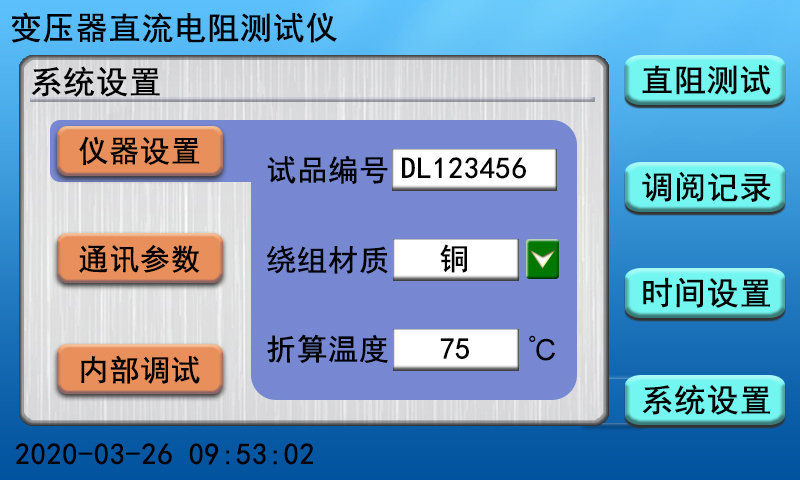 变压器直流电阻测试仪
系统设置
仪器设置
通讯参数
内部调试
试品编号 DL123456
绕组材质 铜
折算温度 75 ℃
直阻测试
调阅记录
时间设置
系统设置
2020-03-26 09:53:02